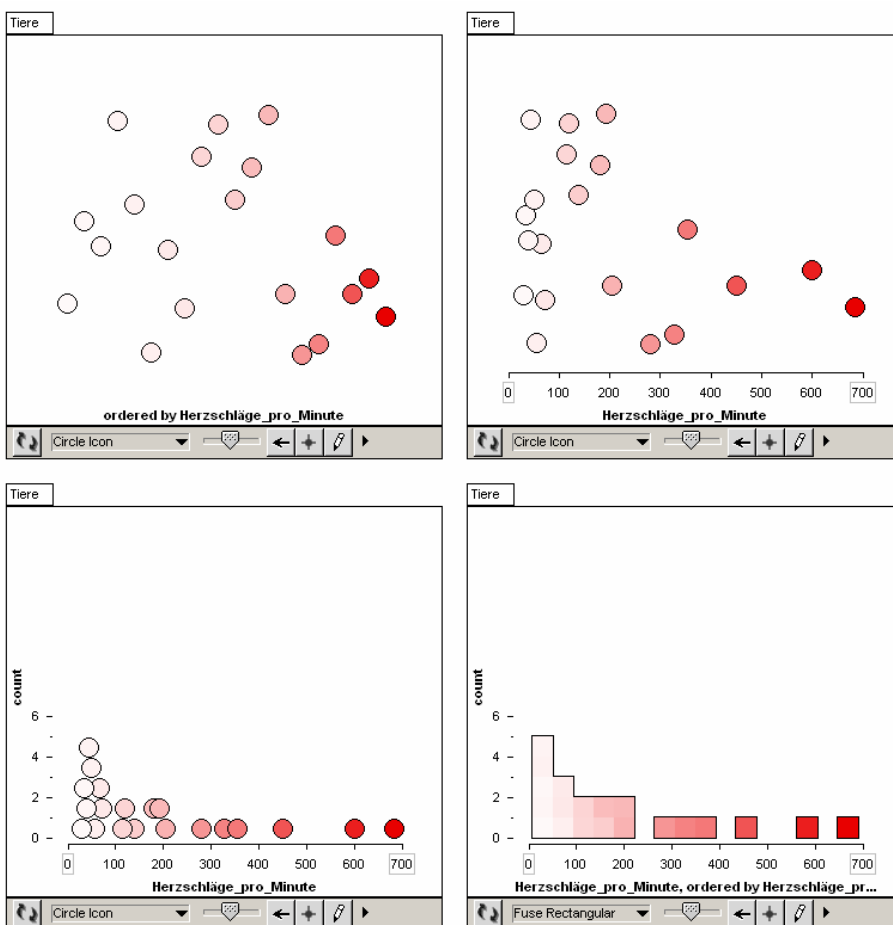 Tiere
ordered by Herzschläge_pro_Minute
Circle Icon
Tiere
0 100 200 300 400 500 600 700
Herzschläge_pro_Minute
Circle Icon
Tiere
count
6
4
2
0
0 100 200 300 400 500 600 700
Herzschläge_pro_Minute
Circle Icon
Tiere
count
6
4
2
0
0 100 200 300 400 500 600 700
Herzschläge_pro_Minute, ordered by Herzschläge_pr...
Fuse Rectangular